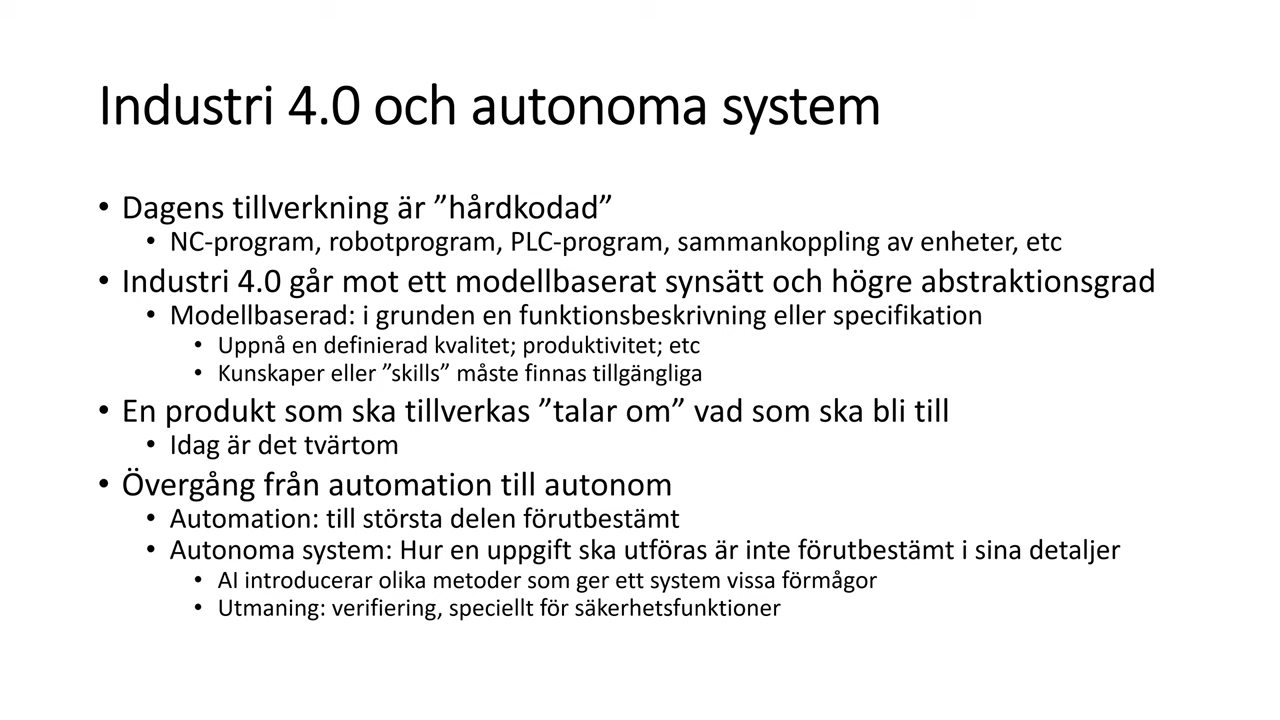 Industri 4.0 och autonoma system
• Dagens tillverkning är ”hårdkodad”
• NC-program, robotprogram, PLC-program, sammankoppling av enheter, etc
• Industri 4.0 går mot ett modellbaserat synsätt och högre abstraktionsgrad
• Modellbaserad: i grunden en funktionsbeskrivning eller specifikation
• Uppnå en definierad kvalitet; produktivitet; etc
• Kunskaper eller ”skills” måste finnas tillgängliga
• En produkt som ska tillverkas ”talar om” vad som ska bli till
• Idag är det tvärtom
• Övergång från automation till autonom
• Automation: till största delen förutbestämt
• Autonoma system: Hur en uppgift ska utföras är inte förutbestämt i sina detaljer
• AI introducerar olika metoder som ger ett system vissa förmågor
• Utmaning: verifiering, speciellt för säkerhetsfunktioner